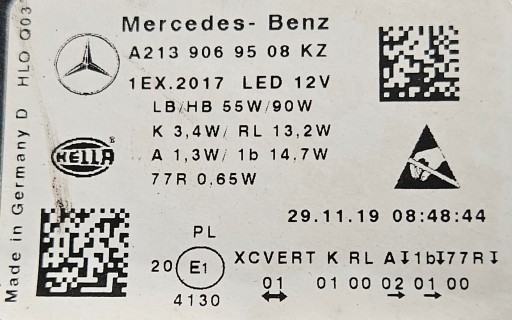 Mercedes- Benz
A213 906 95 08 KZ
1EX.2017 LED 12V
LB/HB 55W/90W
K 3,4W/ RL 13,2W
A 1,3W/ 1b 14,7W
77R 0,65W
HELLA
Made in Germany D HLO Q03
29.11.19 08:48:44
PL
20 E1 XCVERT K RL A↧1b↧77R↧
4130 01 01 00 02 01 00